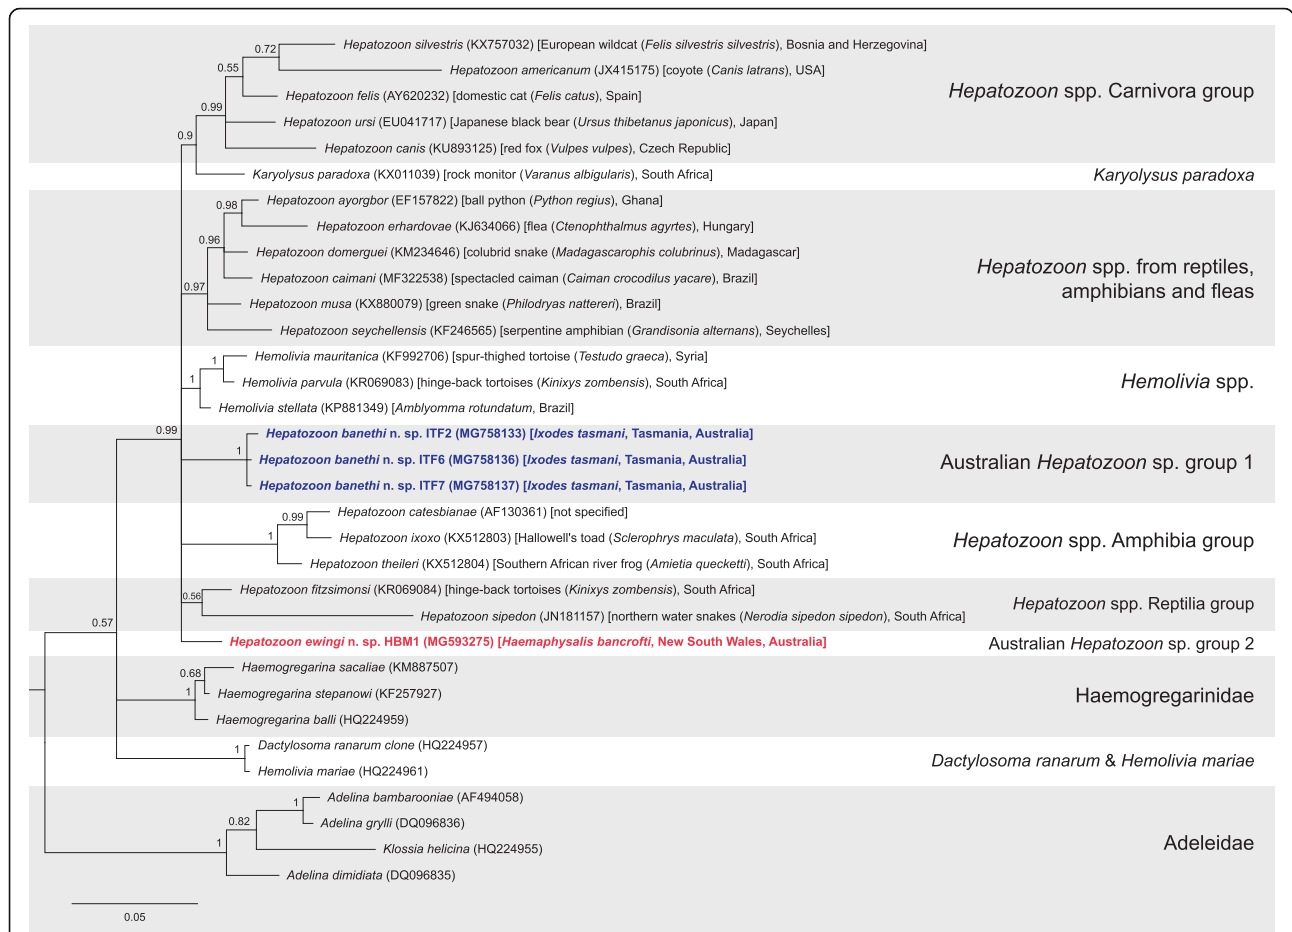 0.72
Hepatozoon silvestris (KX757032) [European wildcat (Felis silvestris silvestris), Bosnia and Herzegovina]
0.55
Hepatozoon americanum (JX415175) [coyote (Canis latrans), USA]
Hepatozoon spp. Carnivora group
Hepatozoon felis (AY620232) [domestic cat (Felis catus), Spain]
0.99
Hepatozoon ursi (EU041717) [Japanese black bear (Ursus thibetanus japonicus), Japan]
0.9
Hepatozoon canis (KU893125) [red fox (Vulpes vulpes), Czech Republic]
Karyolysus paradoxa (KX011039) [rock monitor (Varanus albigularis), South Africa]
Karyolysus paradoxa
Hepatozoon ayorgbor (EF157822) [ball python (Python regius), Ghana]
0.98
Hepatozoon erhardovae (KJ634066) [flea (Ctenophthalmus agyrtes), Hungary]
0.96
Hepatozoon domerguei (KM234646) [colubrid snake (Madagascarophis colubrinus), Madagascar]
Hepatozoon spp. from reptiles,
amphibians and fleas
Hepatozoon caimani (MF322538) [spectacled caiman (Caiman crocodilus yacare), Brazil]
0.97
Hepatozoon musa (KX880079) [green snake (Philodryas nattereri), Brazil]
Hepatozoon seychellensis (KF246565) [serpentine amphibian (Grandisonia alternans), Seychelles]
Hemolivia mauritanica (KF992706) [spur-thighed tortoise (Testudo graeca), Syria]
1
1
Hemolivia parvula (KR069083) [hinge-back tortoises (Kinixys zombensis), South Africa]
Hemolivia spp.
Hemolivia stellata (KP881349) [Amblyomma rotundatum, Brazil]
0.99
Hepatozoon banethi n. sp. ITF2 (MG758133) [Ixodes tasmani, Tasmania, Australia]
1
Hepatozoon banethi n. sp. ITF6 (MG758136) [Ixodes tasmani, Tasmania, Australia]
Australian Hepatozoon sp. group 1
Hepatozoon banethi n. sp. ITF7 (MG758137) [Ixodes tasmani, Tasmania, Australia]
Hepatozoon catesbianae (AF130361) [not specified]
0.99
1
Hepatozoon ixoxo (KX512803) [Hallowell's toad (Sclerophrys maculata), South Africa]
Hepatozoon spp. Amphibia group
Hepatozoon theileri (KX512804) [Southern African river frog (Amietia quecketti), South Africa]
Hepatozoon fitzsimonsi (KR069084) [hinge-back tortoises (Kinixys zombensis), South Africa]
0.56
Hepatozoon spp. Reptilia group
Hepatozoon sipedon (JN181157) [northern water snakes (Nerodia sipedon sipedon), South Africa]
0.57
Hepatozoon ewingi n. sp. HBM1 (MG593275) [Haemaphysalis bancrofti, New South Wales, Australia]
Australian Hepatozoon sp. group 2
Haemogregarina sacaliae (KM887507)
0.68
1
Haemogregarina stepanowi (KF257927)
Haemogregarinidae
Haemogregarina balli (HQ224959)
Dactylosoma ranarum clone (HQ224957)
1
Dactylosoma ranarum & Hemolivia mariae
Hemolivia mariae (HQ224961)
Adelina bambarooniae (AF494058)
1
Adelina grylli (DQ096836)
0.82
1
Adeleidae
Klossia helicina (HQ224955)
Adelina dimidiata (DQ096835)
0.05